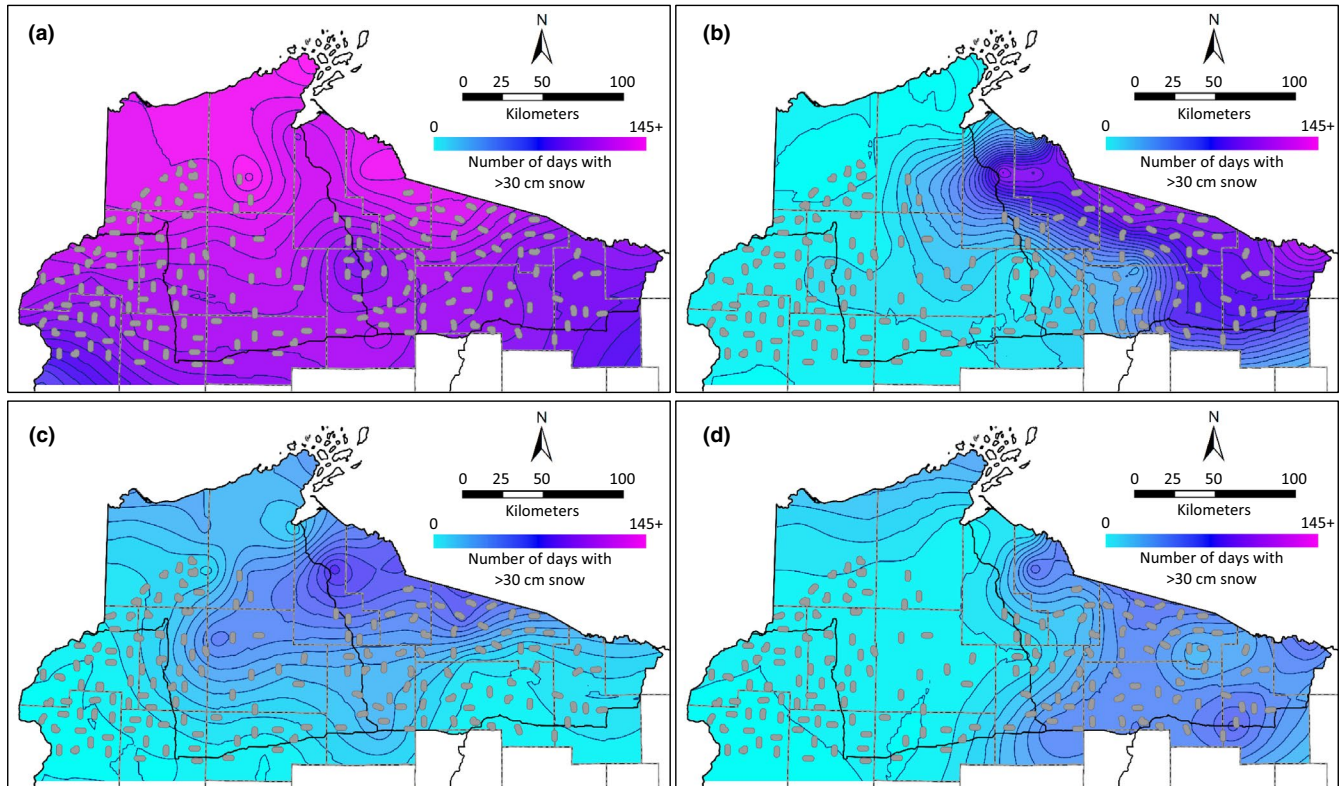 (a)
N
0 25 50 100
Kilometers
0 145+
Number of days with
>30 cm snow
(b)
N
0 25 50 100
Kilometers
0 145+
Number of days with
>30 cm snow
(c)
N
0 25 50 100
Kilometers
0 145+
Number of days with
>30 cm snow
(d)
N
0 25 50 100
Kilometers
0 145+
Number of days with
>30 cm snow